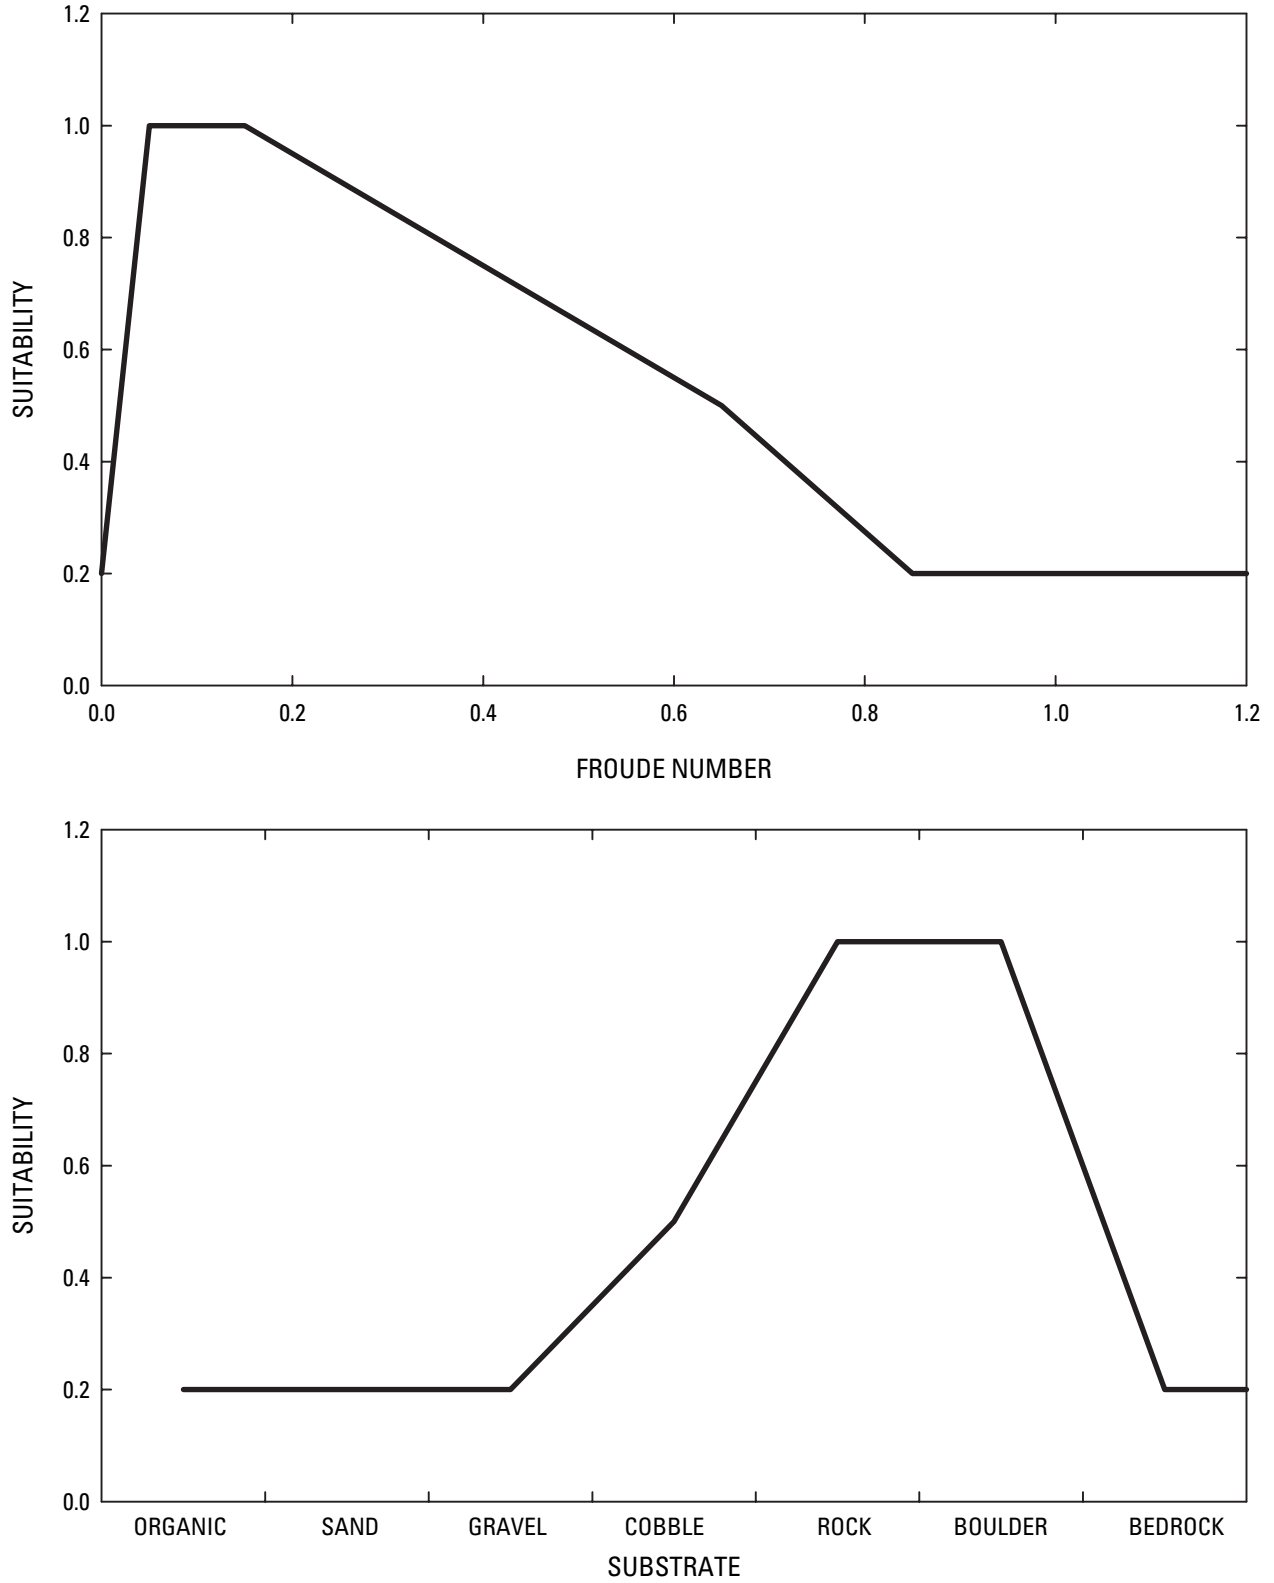 1.2
1.0
0.8
0.6
0.4
0.2
0.0
SUITABILITY
0.0 0.2 0.4 0.6 0.8 1.0 1.2
FROUDE NUMBER
1.2
1.0
0.8
0.6
0.4
0.2
0.0
SUITABILITY
ORGANIC SAND GRAVEL COBBLE ROCK BOULDER BEDROCK
SUBSTRATE